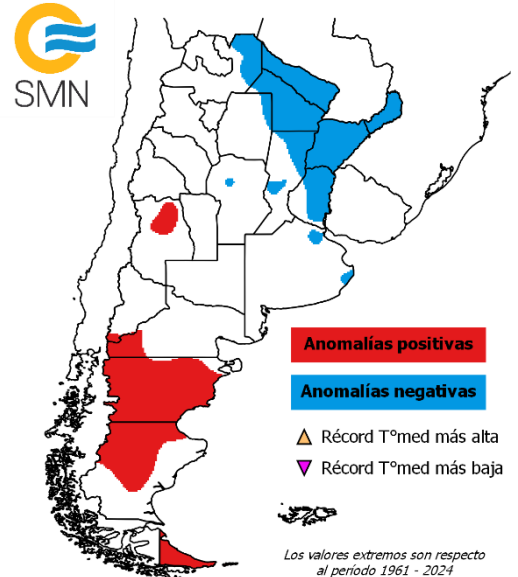 SMN
Anomalías positivas
Anomalías negativas
Récord T°med más alta
Récord T°med más baja
Los valores extremos son respecto
al período 1961 - 2024